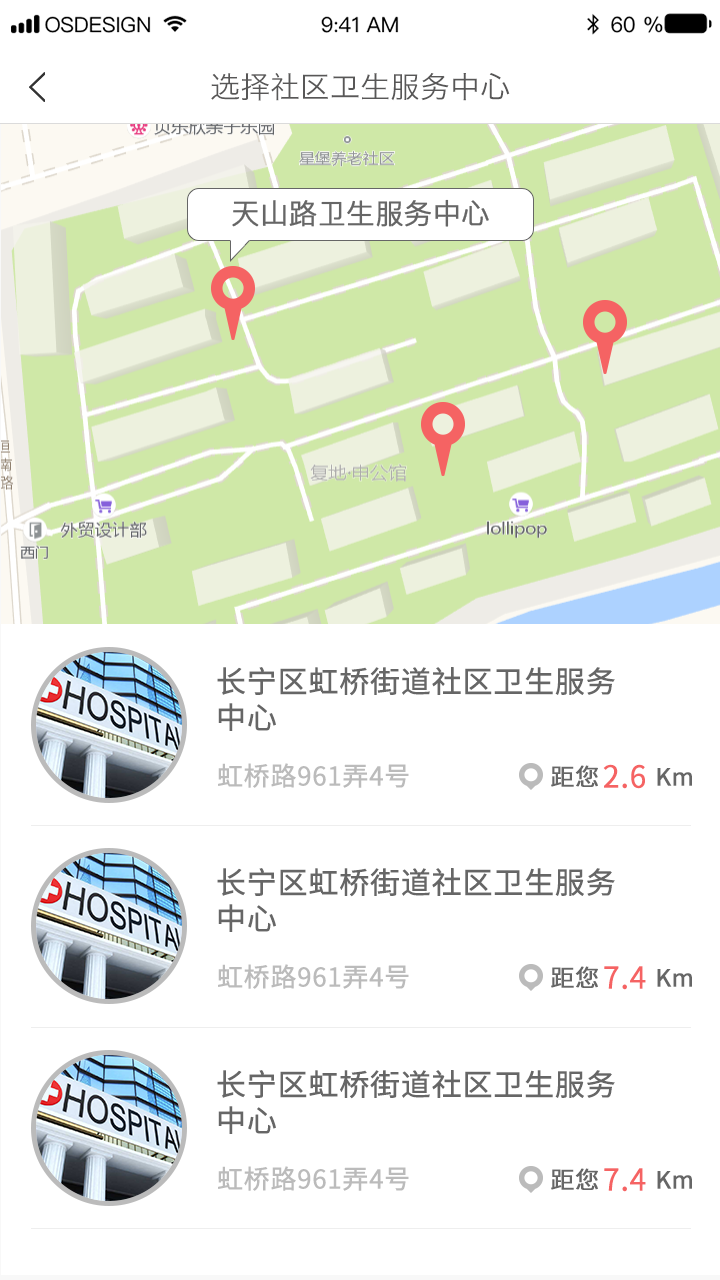 OSDESIGN 9:41 AM 60 %
选择社区卫生服务中心
贝乐欣亲子乐园
星堡养老社区
天山路卫生服务中心
复地·申公馆
南路
外贸设计部
lollipop
西门
HOSPITAL
长宁区虹桥街道社区卫生服务
中心
虹桥路961弄4号 距您 2.6 Km
HOSPITAL
长宁区虹桥街道社区卫生服务
中心
虹桥路961弄4号 距您 7.4 Km
HOSPITAL
长宁区虹桥街道社区卫生服务
中心
虹桥路961弄4号 距您 7.4 Km